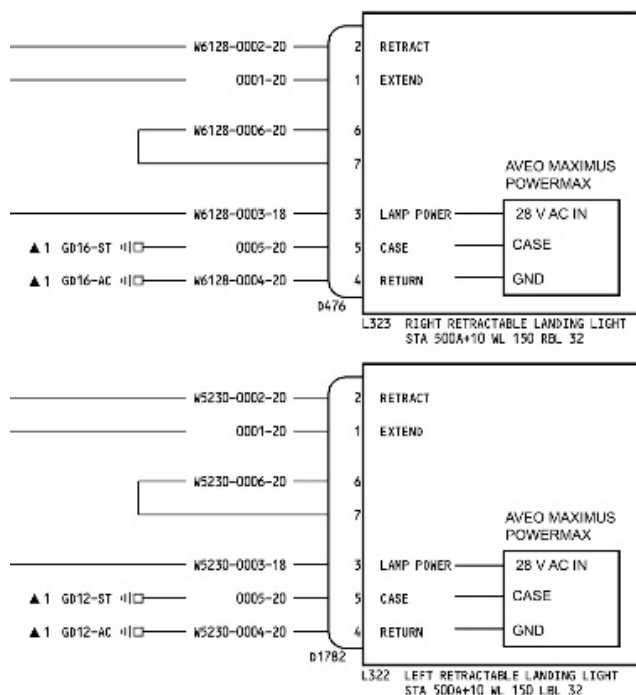 W6128-0002-20 2 RETRACT
0001-20 1 EXTEND
W6128-0006-20 6
7
AVEO MAXIMUS
POWERMAX
W6128-0003-18 3 LAMP POWER 28 V AC IN
▲ 1 GD16-ST 0005-20 5 CASE CASE
▲ 1 GD16-AC W6128-0004-20 4 RETURN GND
D476
L323 RIGHT RETRACTABLE LANDING LIGHT
STA 500A+10 WL 150 RBL 32
W5230-0002-20 2 RETRACT
0001-20 1 EXTEND
W5230-0006-20 6
7
AVEO MAXIMUS
POWERMAX
W5230-0003-18 3 LAMP POWER 28 V AC IN
▲ 1 GD12-ST 0005-20 5 CASE CASE
▲ 1 GD12-AC W5230-0004-20 4 RETURN GND
D1782
L322 LEFT RETRACTABLE LANDING LIGHT
STA 500A+10 WL 150 LBL 32